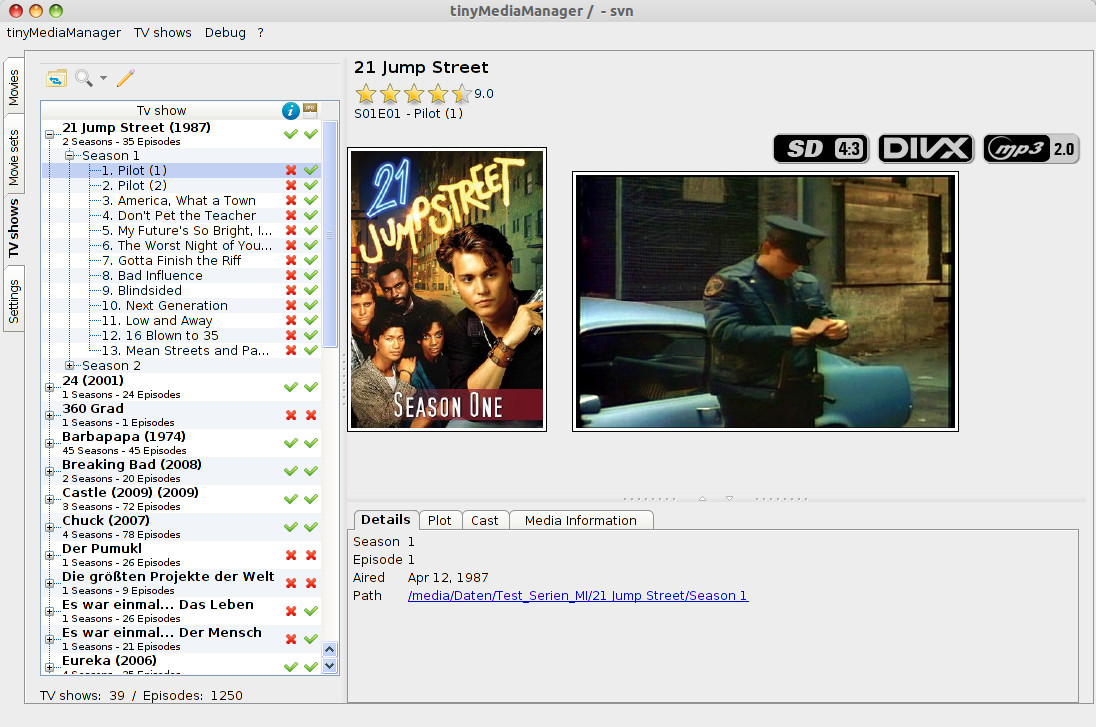 tinyMediaManager / - svn
tinyMediaManager TV shows Debug ?
Movies
Movie sets
TV shows
Settings
Tv show
21 Jump Street (1987)
2 Seasons - 35 Episodes
Season 1
1. Pilot (1)
2. Pilot (2)
3. America, What a Town
4. Don't Pet the Teacher
5. My Future's So Bright, I...
6. The Worst Night of You...
7. Gotta Finish the Riff
8. Bad Influence
9. Blindsided
10. Next Generation
11. Low and Away
12. 16 Blown to 35
13. Mean Streets and Pa...
Season 2
24 (2001)
1 Seasons - 24 Episodes
360 Grad
1 Seasons - 1 Episodes
Barbapapa (1974)
45 Seasons - 45 Episodes
Breaking Bad (2008)
2 Seasons - 20 Episodes
Castle (2009) (2009)
3 Seasons - 72 Episodes
Chuck (2007)
4 Seasons - 78 Episodes
Der Pumukl
1 Seasons - 26 Episodes
Die größten Projekte der Welt
1 Seasons - 9 Episodes
Es war einmal... Das Leben
1 Seasons - 26 Episodes
Es war einmal... Der Mensch
1 Seasons - 21 Episodes
Eureka (2006)
TV shows: 39 / Episodes: 1250
21 Jump Street
9.0
S01E01 - Pilot (1)
SD 4:3
DIVX
mp3 2.0
21
JUMP STREET
SEASON ONE
Details Plot Cast Media Information
Season 1
Episode 1
Aired Apr 12, 1987
Path /media/Daten/Test_Serien_MI/21 Jump Street/Season 1